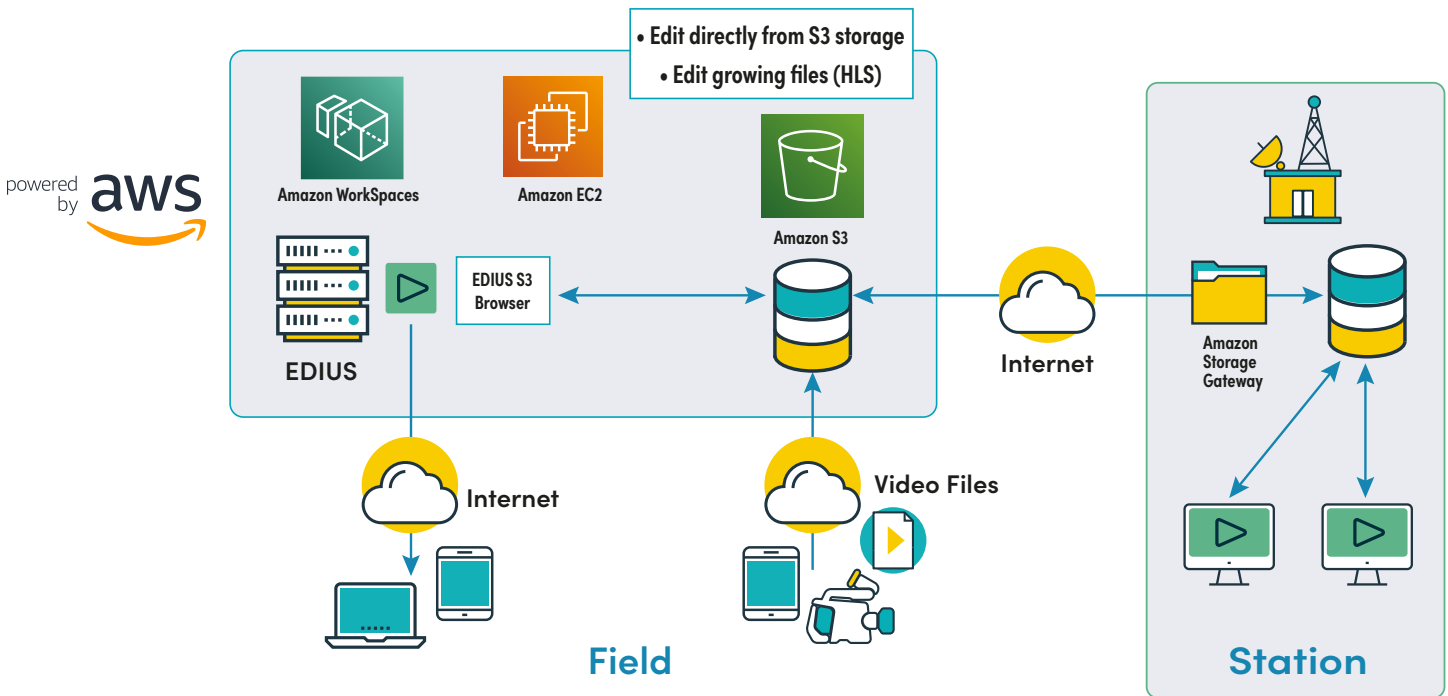 • Edit directly from S3 storage
• Edit growing files (HLS)
powered
by
aws
Amazon WorkSpaces
Amazon EC2
Amazon S3
EDIUS S3
Browser
EDIUS
Internet
Amazon
Storage
Gateway
Internet
Video Files
Field
Station